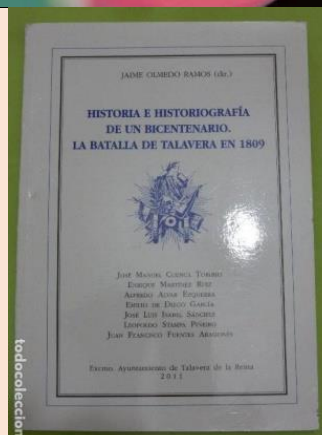 JAIME OLMEDO RAMOS (dir.)
HISTORIA E HISTORIOGRAFÍA
DE UN BICENTENARIO.
LA BATALLA DE TALAVERA EN 1809
JOSÉ MANUEL CUENCA TORIBIO
ENRIQUE MARTÍNEZ RUIZ
ALFREDO ALVAR EZQUERRA
EMILIO DE DIEGO GARCÍA
JOSÉ LUIS ISABEL SÁNCHEZ
LEOPOLDO STAMPA PIÑEIRO
JUAN FRANCISCO FUENTES ARAGONÉS
Excmo. Ayuntamiento de Talavera de la Reina
2011
todocoleccion